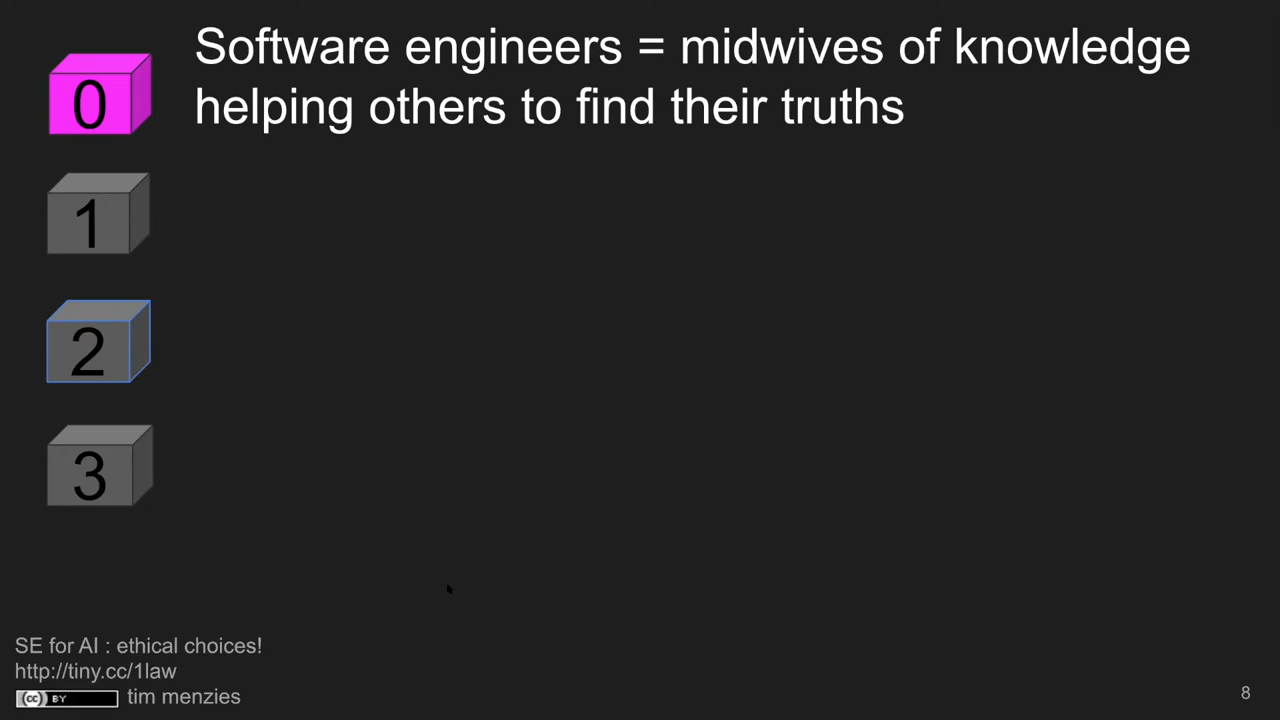 Software engineers = midwives of knowledge
helping others to find their truths
0
1
2
3
SE for AI : ethical choices!
http://tiny.cc/1law
(cc) BY tim menzies
8